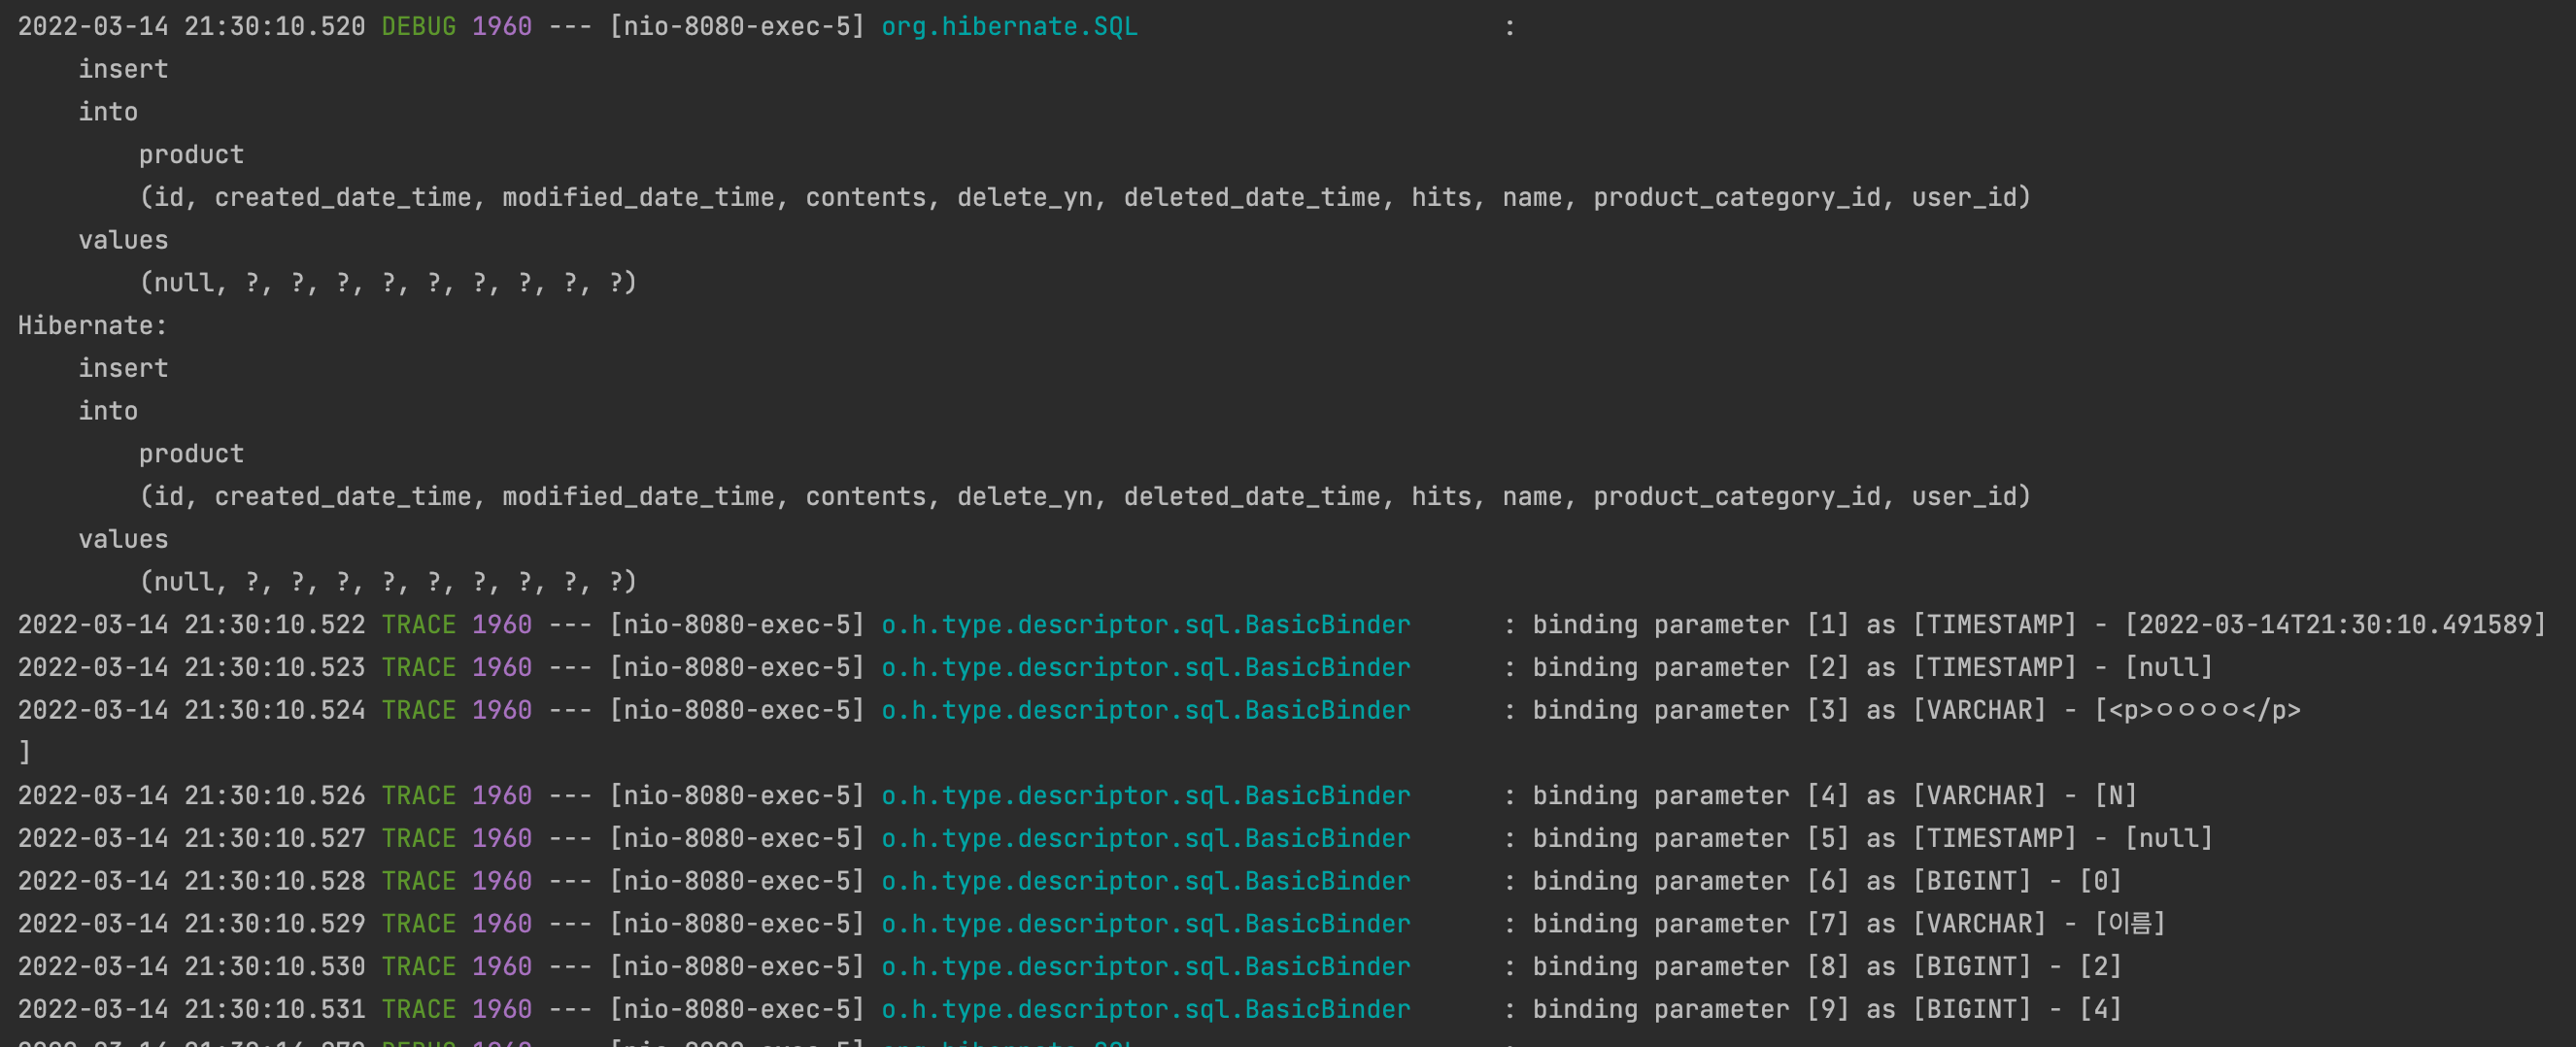 2022-03-14 21:30:10.520 DEBUG 1960 --- [nio-8080-exec-5] org.hibernate.SQL                        :
    insert
    into
        product
        (id, created_date_time, modified_date_time, contents, delete_yn, deleted_date_time, hits, name, product_category_id, user_id)
    values
        (null, ?, ?, ?, ?, ?, ?, ?, ?, ?)
Hibernate:
    insert
    into
        product
        (id, created_date_time, modified_date_time, contents, delete_yn, deleted_date_time, hits, name, product_category_id, user_id)
    values
        (null, ?, ?, ?, ?, ?, ?, ?, ?, ?)
2022-03-14 21:30:10.522 TRACE 1960 --- [nio-8080-exec-5] o.h.type.descriptor.sql.BasicBinder      : binding parameter [1] as [TIMESTAMP] - [2022-03-14T21:30:10.491589]
2022-03-14 21:30:10.523 TRACE 1960 --- [nio-8080-exec-5] o.h.type.descriptor.sql.BasicBinder      : binding parameter [2] as [TIMESTAMP] - [null]
2022-03-14 21:30:10.524 TRACE 1960 --- [nio-8080-exec-5] o.h.type.descriptor.sql.BasicBinder      : binding parameter [3] as [VARCHAR] - [<p>ㅇㅇㅇㅇ</p>
]
2022-03-14 21:30:10.526 TRACE 1960 --- [nio-8080-exec-5] o.h.type.descriptor.sql.BasicBinder      : binding parameter [4] as [VARCHAR] - [N]
2022-03-14 21:30:10.527 TRACE 1960 --- [nio-8080-exec-5] o.h.type.descriptor.sql.BasicBinder      : binding parameter [5] as [TIMESTAMP] - [null]
2022-03-14 21:30:10.528 TRACE 1960 --- [nio-8080-exec-5] o.h.type.descriptor.sql.BasicBinder      : binding parameter [6] as [BIGINT] - [0]
2022-03-14 21:30:10.529 TRACE 1960 --- [nio-8080-exec-5] o.h.type.descriptor.sql.BasicBinder      : binding parameter [7] as [VARCHAR] - [이름]
2022-03-14 21:30:10.530 TRACE 1960 --- [nio-8080-exec-5] o.h.type.descriptor.sql.BasicBinder      : binding parameter [8] as [BIGINT] - [2]
2022-03-14 21:30:10.531 TRACE 1960 --- [nio-8080-exec-5] o.h.type.descriptor.sql.BasicBinder      : binding parameter [9] as [BIGINT] - [4]